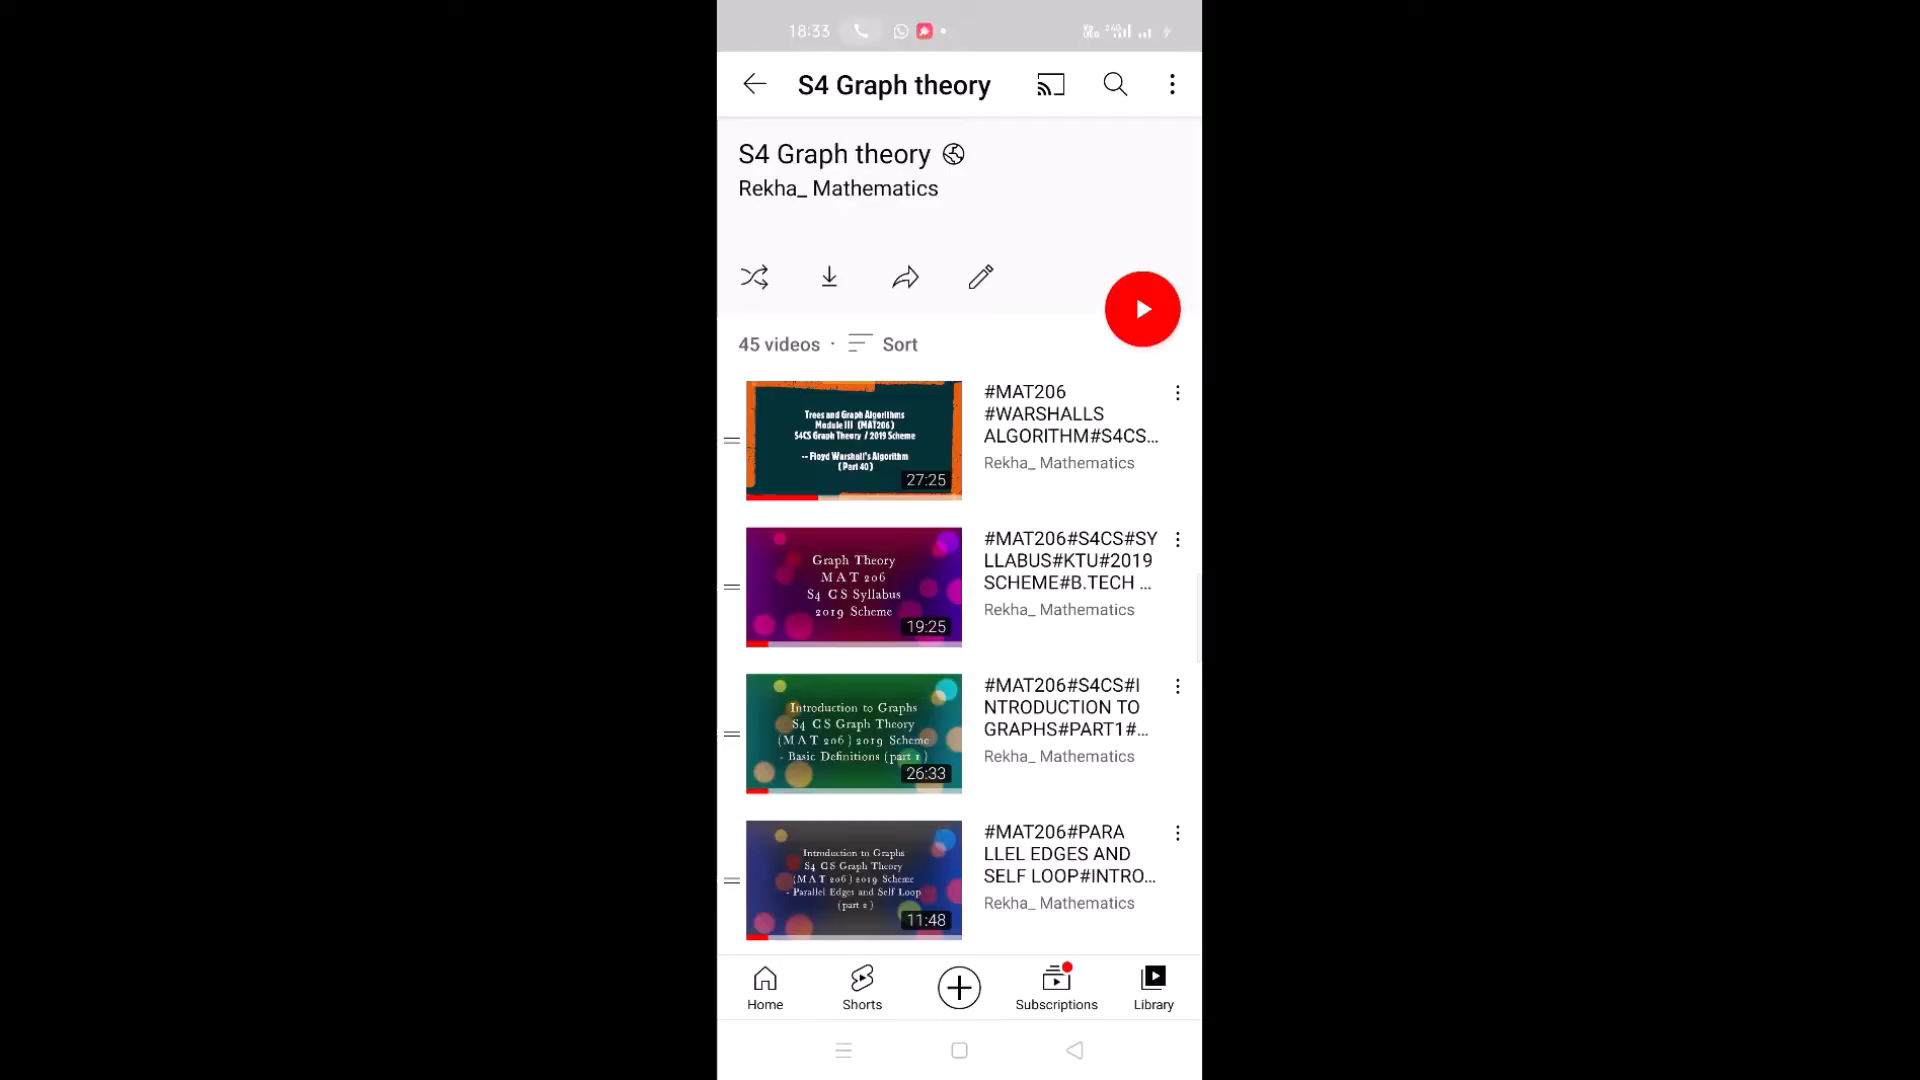 18:33
S4 Graph theory
S4 Graph theory
Rekha_ Mathematics
45 videos · Sort
Trees and Graph Algorithms
Module III (MAT206)
S4CS Graph Theory / 2019 Scheme
-- Floyd Warshall's Algorithm
(Part 40)
27:25
#MAT206
#WARSHALLS
ALGORITHM#S4CS...
Rekha_ Mathematics
Graph Theory
MAT 206
S4 CS Syllabus
2019 Scheme
19:25
#MAT206#S4CS#SY
LLABUS#KTU#2019
SCHEME#B.TECH ...
Rekha_ Mathematics
Introduction to Graphs
S4 CS Graph Theory
(MAT 206) 2019 Scheme
- Basic Definitions (part 1)
26:33
#MAT206#S4CS#I
NTRODUCTION TO
GRAPHS#PART1#...
Rekha_ Mathematics
Introduction to Graphs
S4 CS Graph Theory
(MAT 206) 2019 Scheme
- Parallel Edges and Self Loop
(part 2)
11:48
#MAT206#PARA
LLEL EDGES AND
SELF LOOP#INTRO...
Rekha_ Mathematics
Home
Shorts
Subscriptions
Library